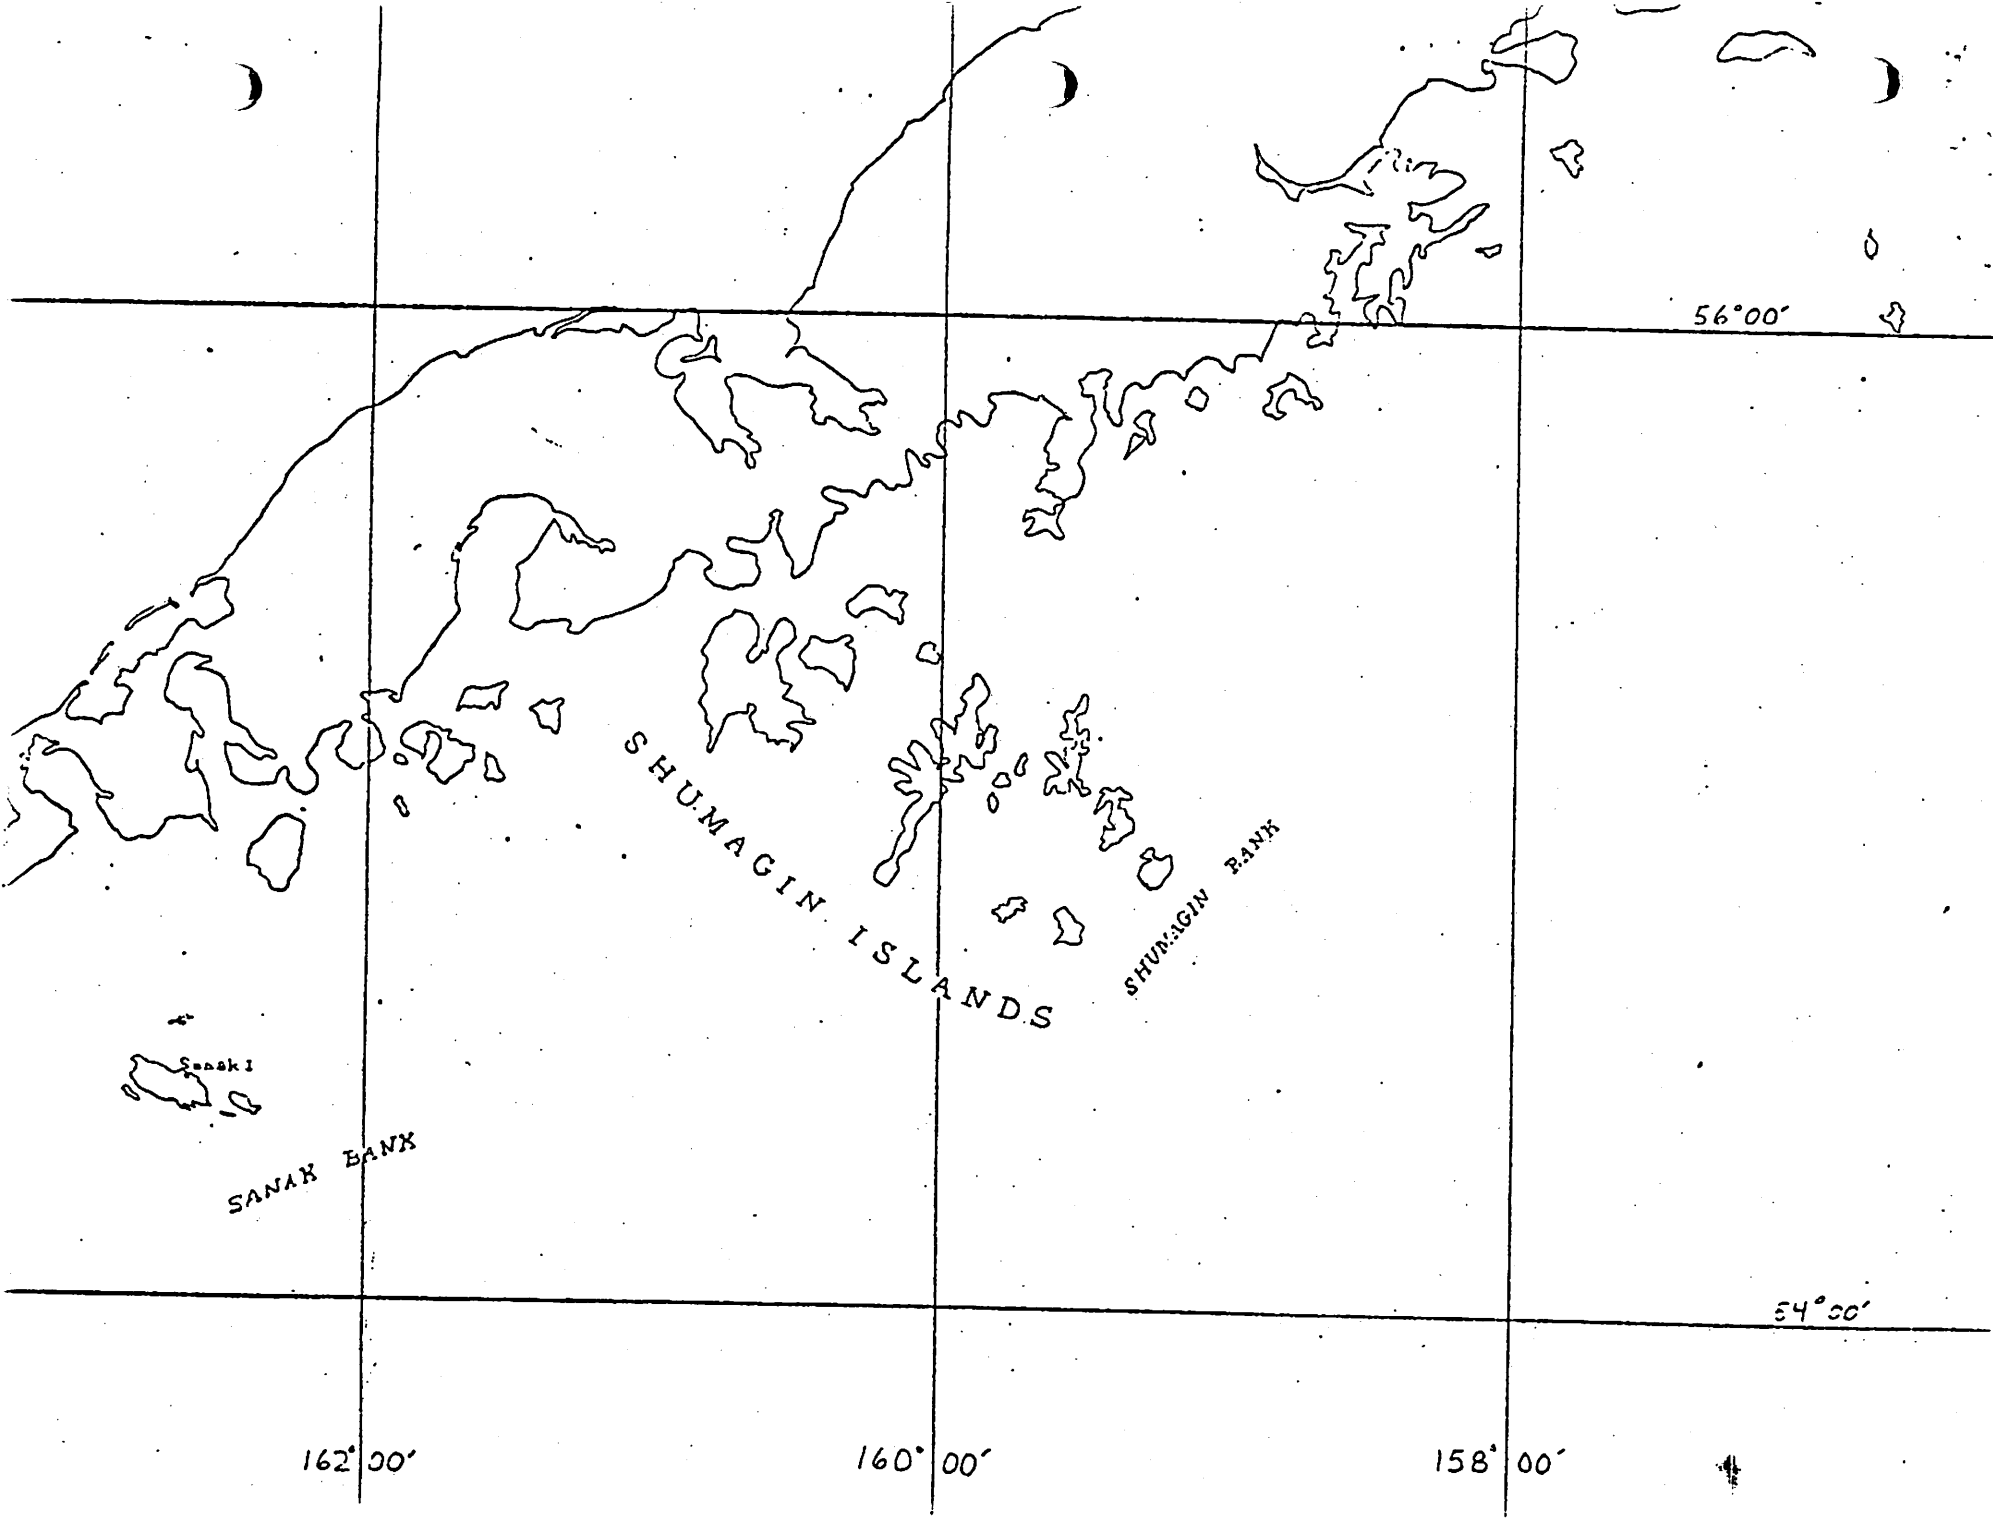 56°00′
SHUMAGIN ISLANDS
SHUMAGIN BANK
Sanak I
SANAK BANK
54°00′
162°00′
160°00′
158°00′